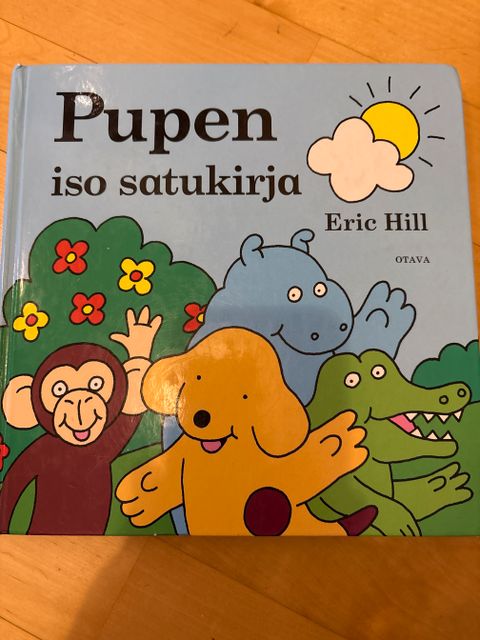 Pupen
iso satukirja
Eric Hill
OTAVA